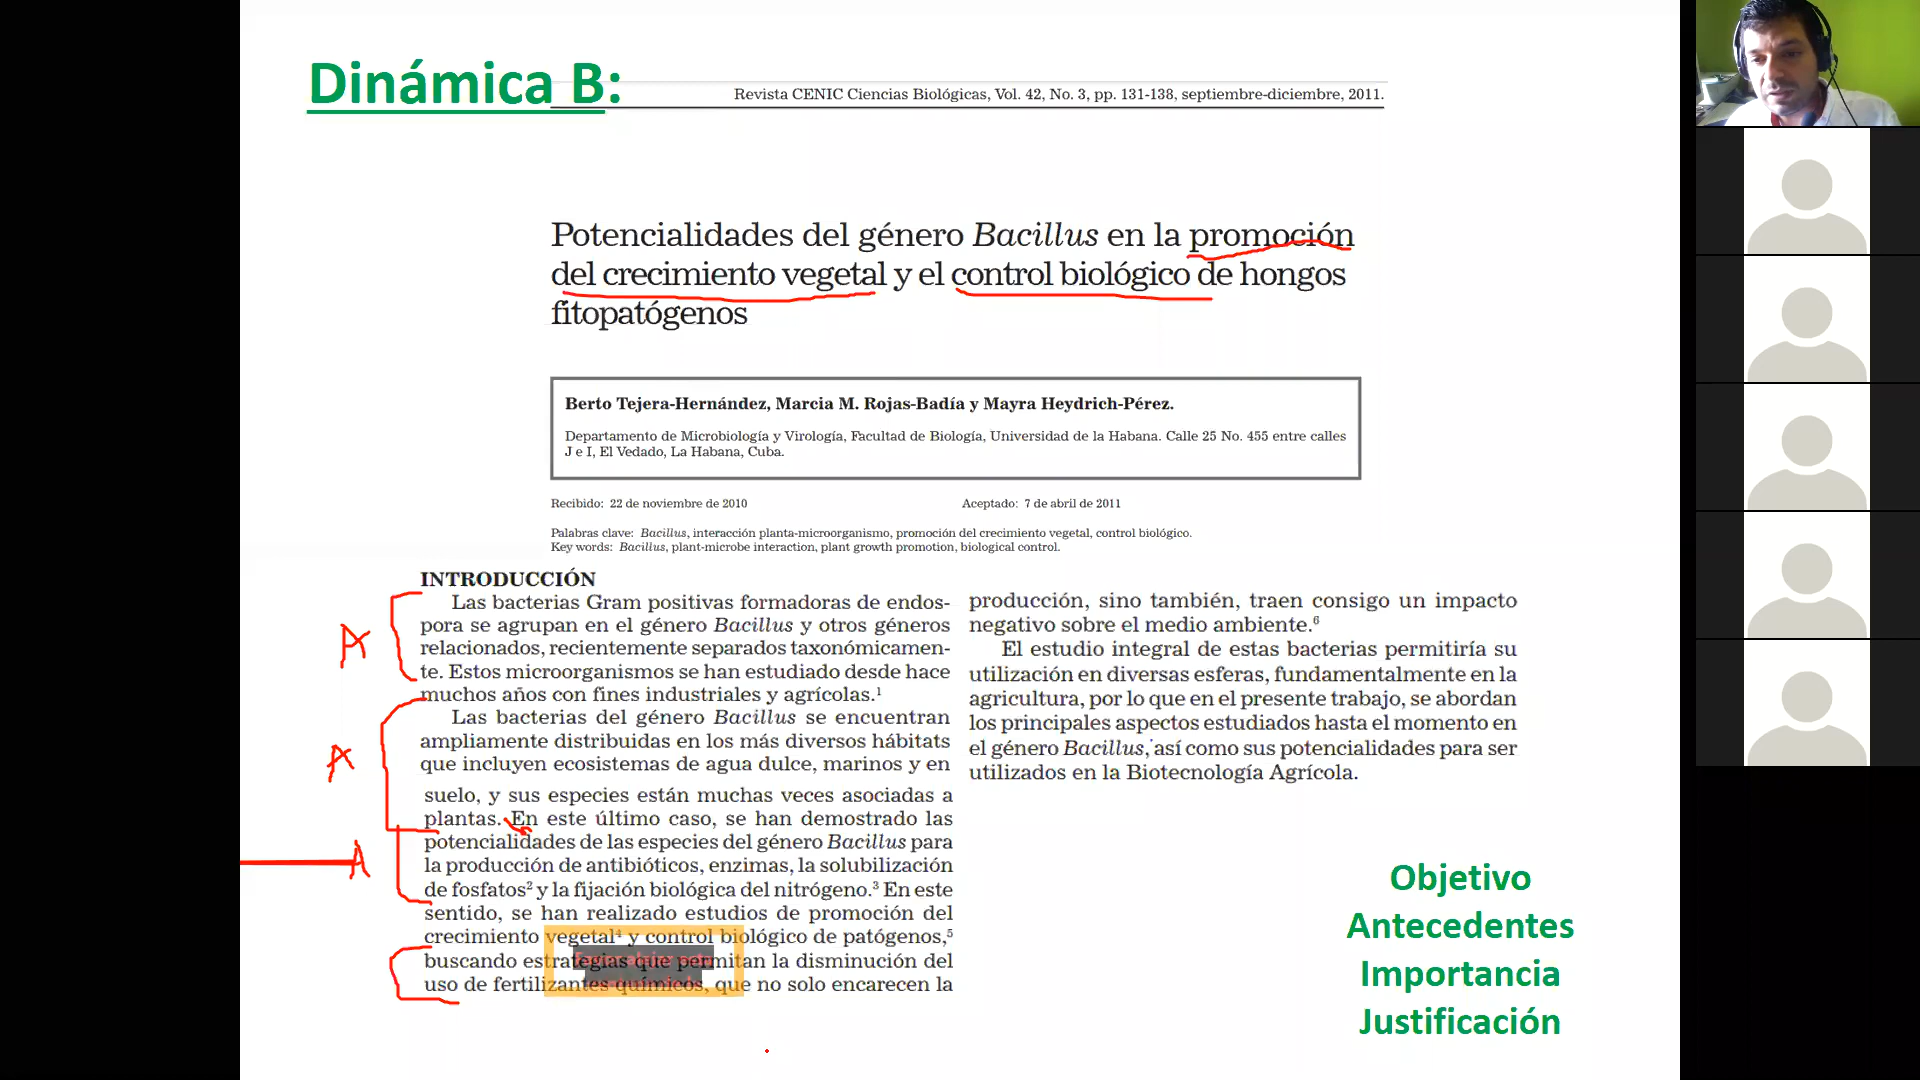 Dinámica B:
Revista CENIC Ciencias Biológicas, Vol. 42, No. 3, pp. 131-138, septiembre-diciembre, 2011.
Potencialidades del género Bacillus en la promoción
del crecimiento vegetal y el control biológico de hongos
fitopatógenos
Berto Tejera-Hernández, Marcia M. Rojas-Badía y Mayra Heydrich-Pérez.
Departamento de Microbiología y Virología, Facultad de Biología, Universidad de la Habana. Calle 25 No. 455 entre calles
J e I, El Vedado, La Habana, Cuba.
Recibido: 22 de noviembre de 2010 Aceptado: 7 de abril de 2011
Palabras clave: Bacillus, interacción planta-microorganismo, promoción del crecimiento vegetal, control biológico.
Key words: Bacillus, plant-microbe interaction, plant growth promotion, biological control.
INTRODUCCIÓN
Las bacterias Gram positivas formadoras de endos-
pora se agrupan en el género Bacillus y otros géneros
relacionados, recientemente separados taxonómicamen-
te. Estos microorganismos se han estudiado desde hace
muchos años con fines industriales y agrícolas.¹
Las bacterias del género Bacillus se encuentran
ampliamente distribuidas en los más diversos hábitats
que incluyen ecosistemas de agua dulce, marinos y en
suelo, y sus especies están muchas veces asociadas a
plantas. En este último caso, se han demostrado las
potencialidades de las especies del género Bacillus para
la producción de antibióticos, enzimas, la solubilización
de fosfatos² y la fijación biológica del nitrógeno.³ En este
sentido, se han realizado estudios de promoción del
crecimiento vegetal⁴ y control biológico de patógenos,⁵
buscando estrategias que permitan la disminución del
uso de fertilizantes químicos, que no solo encarecen la
producción, sino también, traen consigo un impacto
negativo sobre el medio ambiente.⁶
El estudio integral de estas bacterias permitiría su
utilización en diversas esferas, fundamentalmente en la
agricultura, por lo que en el presente trabajo, se abordan
los principales aspectos estudiados hasta el momento en
el género Bacillus, así como sus potencialidades para ser
utilizados en la Biotecnología Agrícola.
A
A
A
Objetivo
Antecedentes
Importancia
Justificación